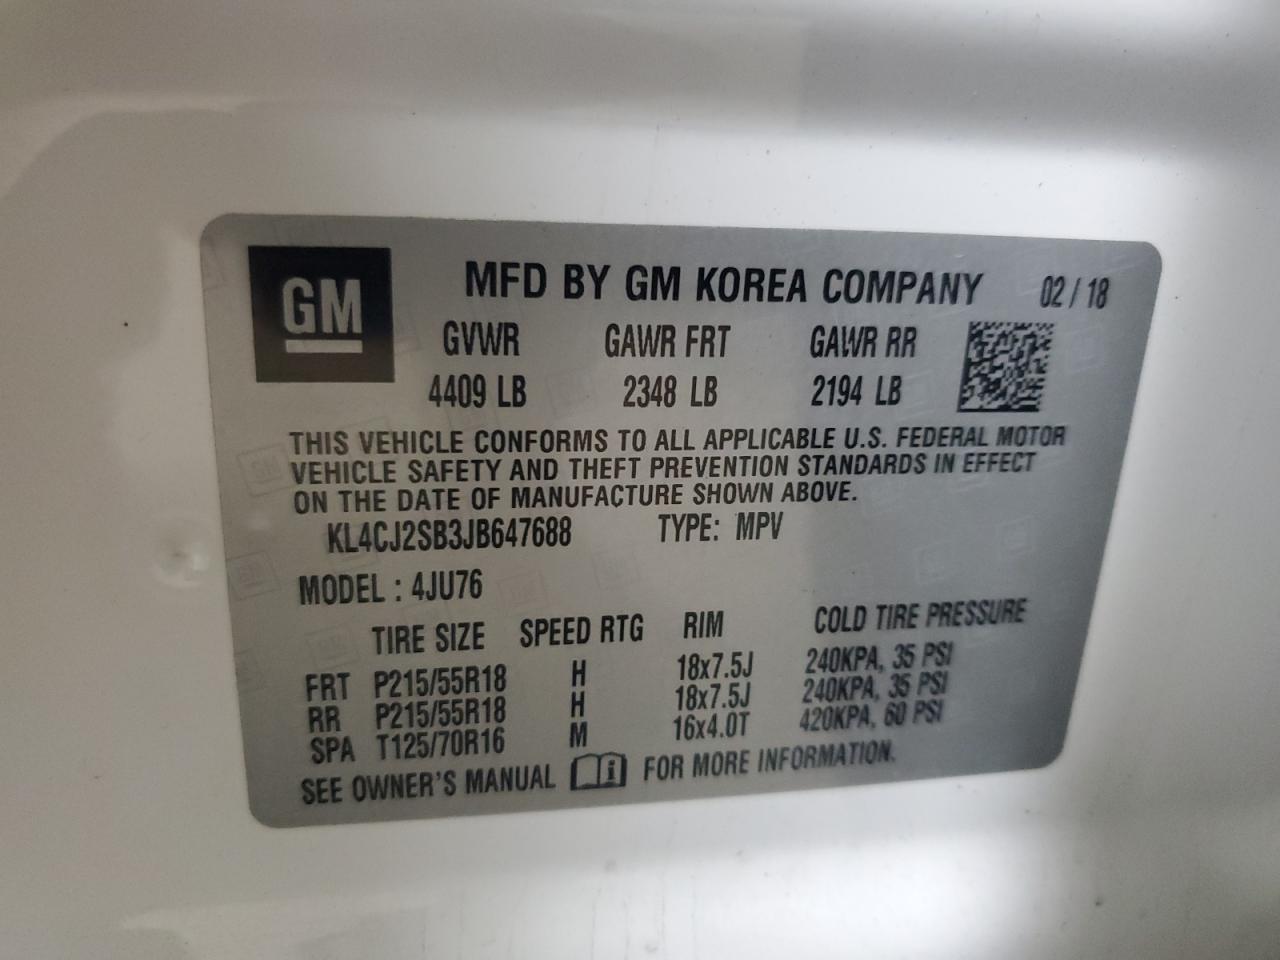 GM
MFD BY GM KOREA COMPANY 02 / 18
GVWR GAWR FRT GAWR RR
4409 LB 2348 LB 2194 LB
THIS VEHICLE CONFORMS TO ALL APPLICABLE U.S. FEDERAL MOTOR
VEHICLE SAFETY AND THEFT PREVENTION STANDARDS IN EFFECT
ON THE DATE OF MANUFACTURE SHOWN ABOVE.
KL4CJ2SB3JB647688 TYPE: MPV
MODEL : 4JU76
TIRE SIZE SPEED RTG RIM COLD TIRE PRESSURE
FRT P215/55R18 H 18x7.5J 240KPA, 35 PSI
RR P215/55R18 H 18x7.5J 240KPA, 35 PSI
SPA T125/70R16 M 16x4.0T 420KPA, 60 PSI
SEE OWNER'S MANUAL i FOR MORE INFORMATION.